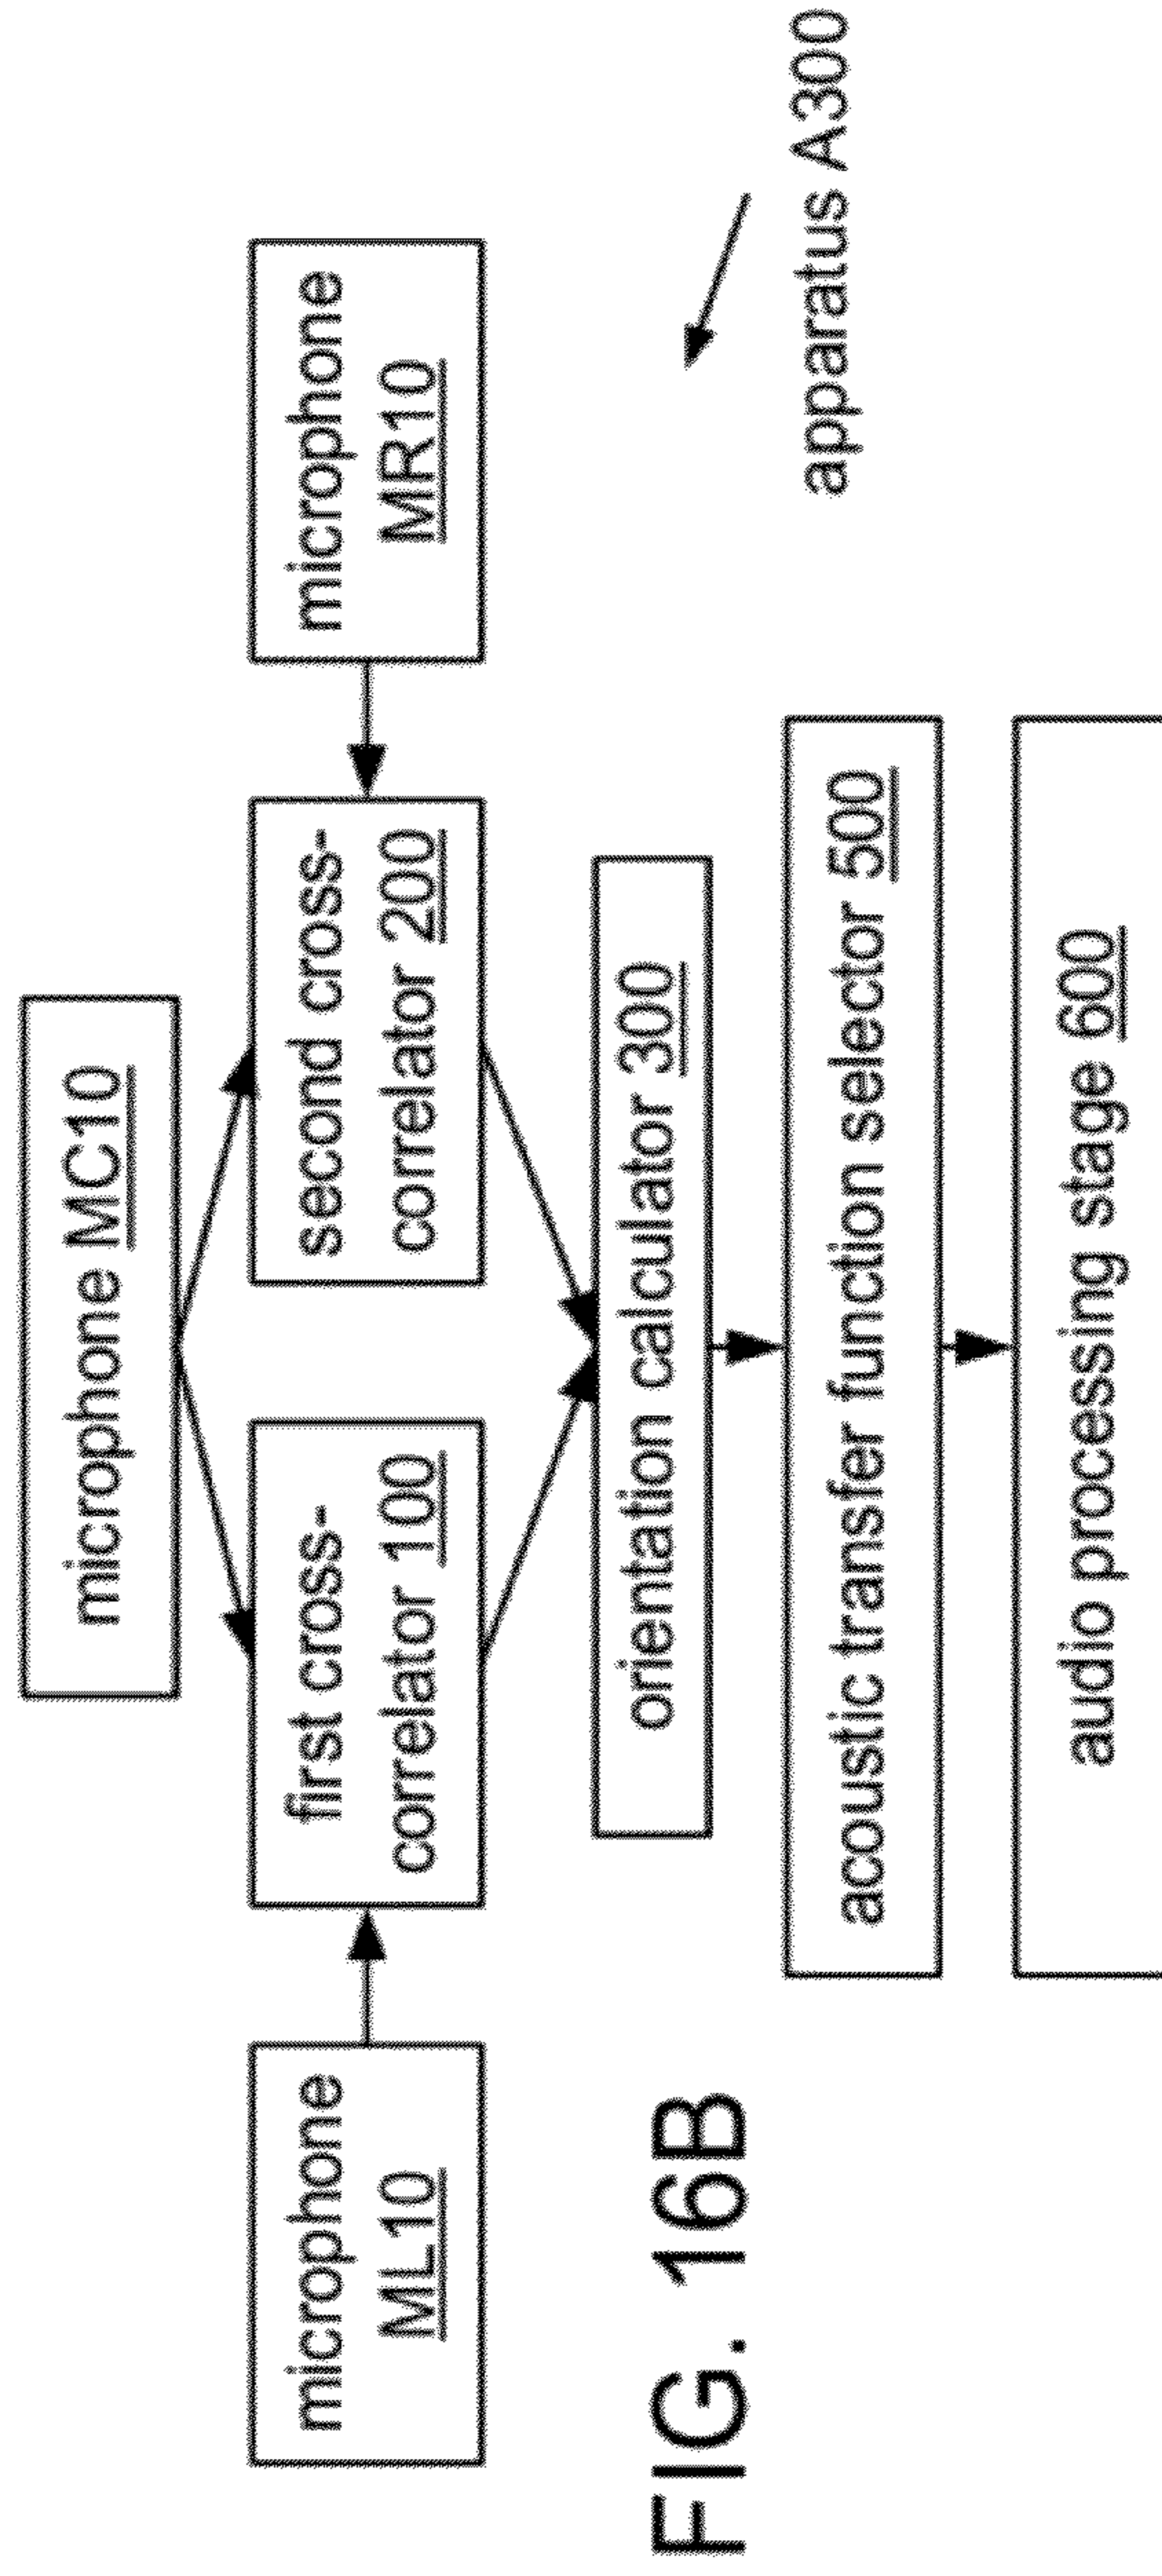 microphone MC10
microphone
ML10
first cross-
correlator 100
second cross-
correlator 200
microphone
MR10
orientation calculator 300
acoustic transfer function selector 500
audio processing stage 600
apparatus A300
FIG. 16B